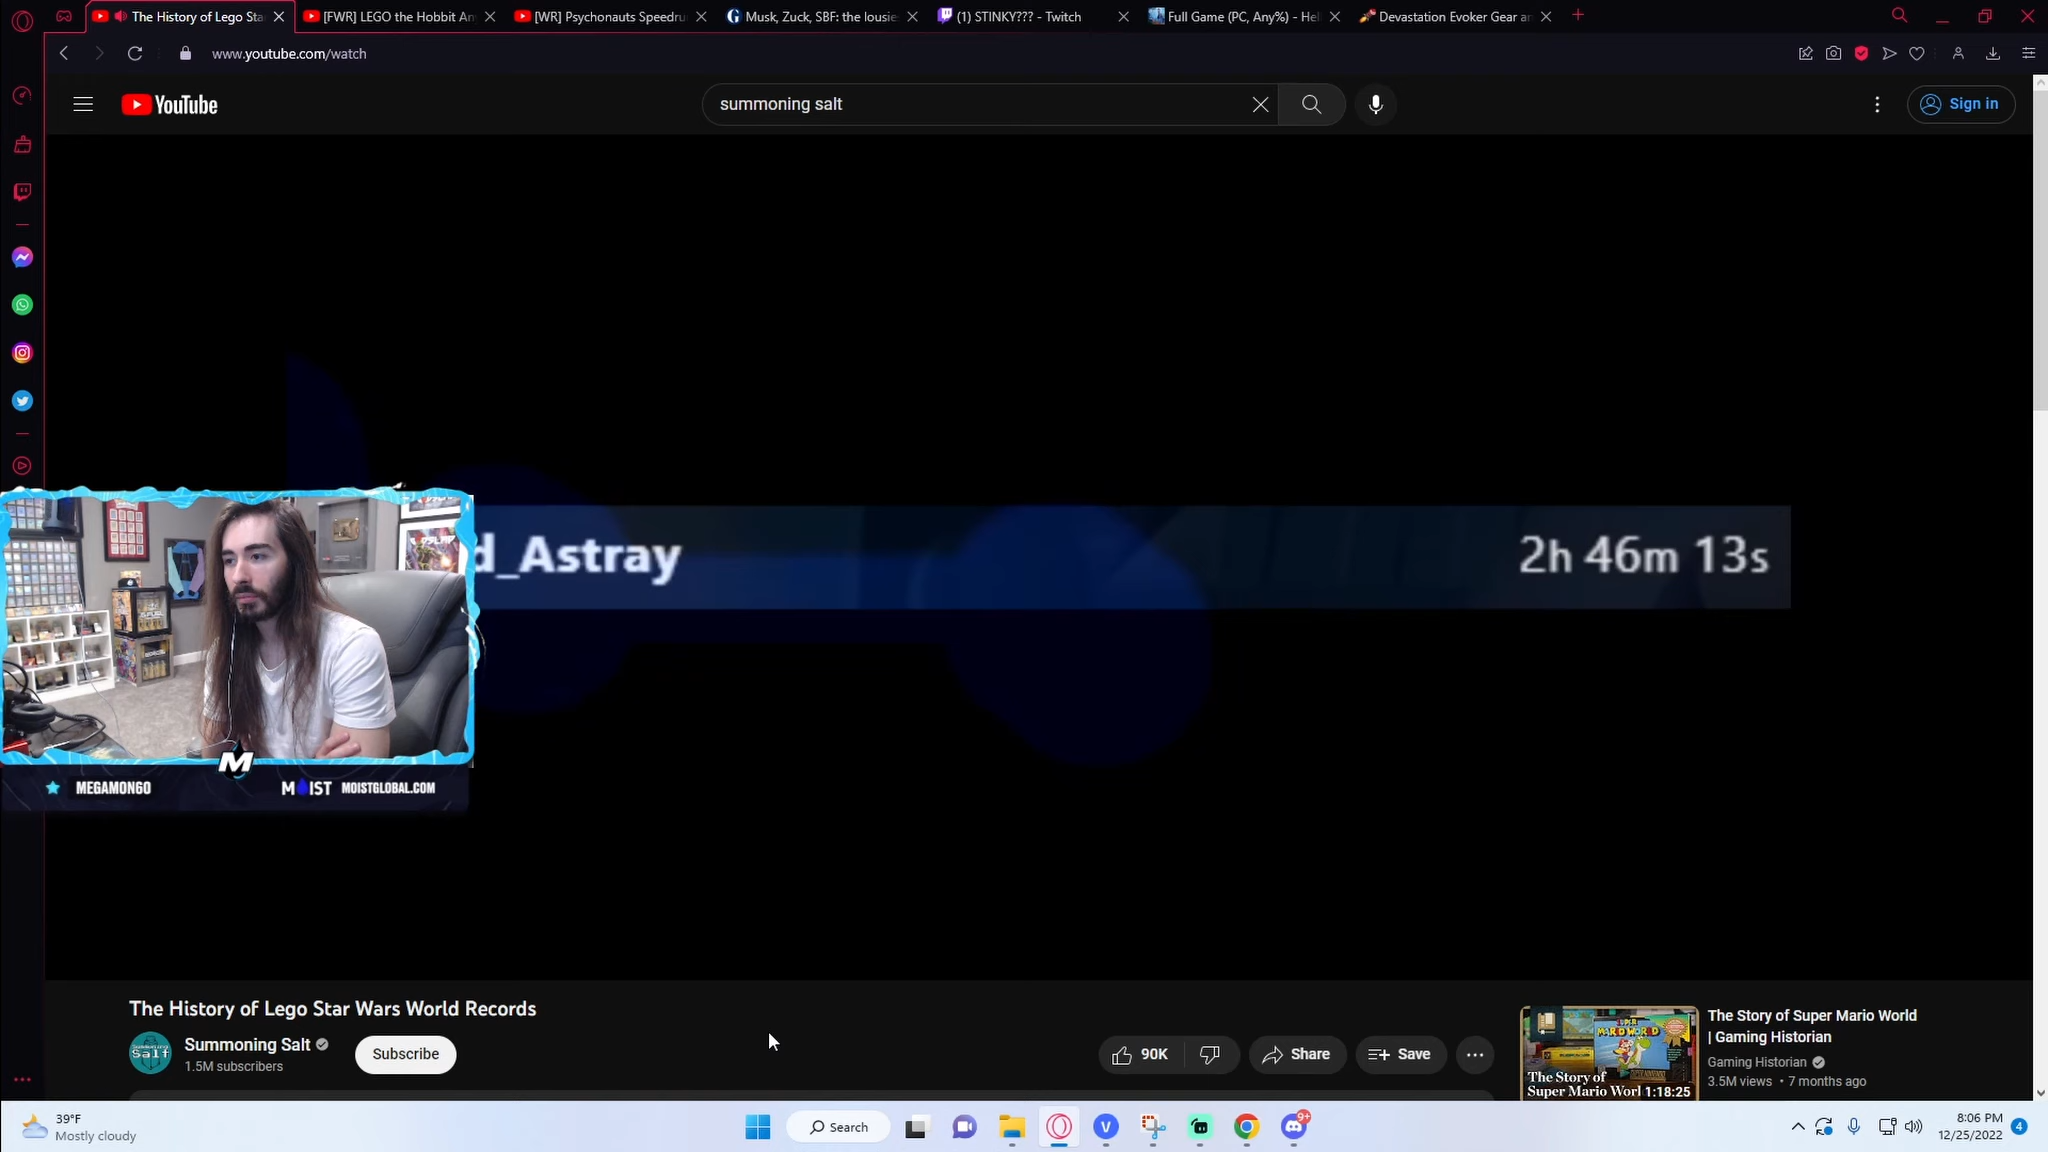 The History of Lego Sta
[FWR] LEGO the Hobbit An
[WR] Psychonauts Speedru
Musk, Zuck, SBF: the lousie
(1) STINKY??? - Twitch
Full Game (PC, Any%) - Hel
Devastation Evoker Gear an
www.youtube.com/watch
YouTube
summoning salt
Sign in
d_Astray
2h 46m 13s
M
MEGAMON60
MOIST
MOISTGLOBAL.COM
The History of Lego Star Wars World Records
Salt
Summoning Salt
1.5M subscribers
Subscribe
90K
Share
Save
The Story of
Super Mario Worl
1:18:25
The Story of Super Mario World
| Gaming Historian
Gaming Historian
3.5M views • 7 months ago
39°F
Mostly cloudy
Search
V
9+
8:06 PM
12/25/2022
4